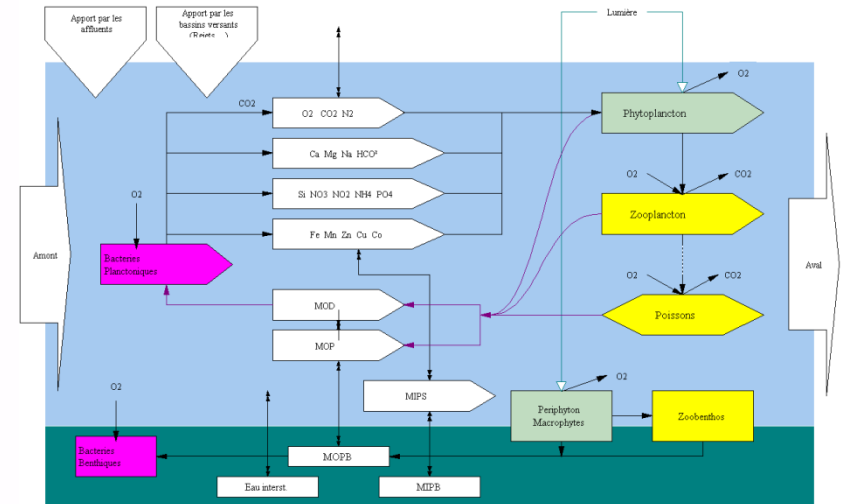 Apport par les
affluents
Apport par les
bassins versants
(Rejets ...)
Lumière
O2
CO2
O2 CO2 N2
Phytoplancton
Ca Mg Na HCO³
O2
CO2
O2
Si NO3 NO2 NH4 PO4
Zooplancton
Fe Mn Zn Cu Co
Amont
Bacteries
Planctoniques
Aval
O2
CO2
MOD
Poissons
MOP
O2
O2
MIPS
Periphyton
Macrophytes
Zoobenthos
Bacteries
Benthiques
MOPB
Eau interst.
MIPB